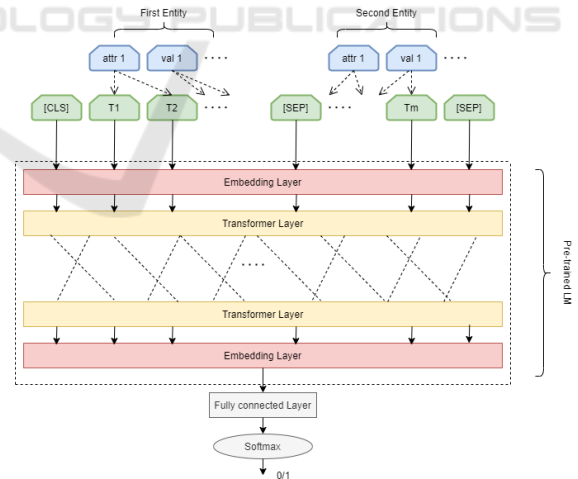 LOGY PUBLICATIONS
First Entity Second Entity
attr 1 val 1 .... attr 1 val 1 ....
[CLS] T1 T2 .... [SEP] .... Tm [SEP]
Embedding Layer
Transformer Layer
....
Transformer Layer
Embedding Layer
Pre-trained LM
Fully connected Layer
Softmax
0/1